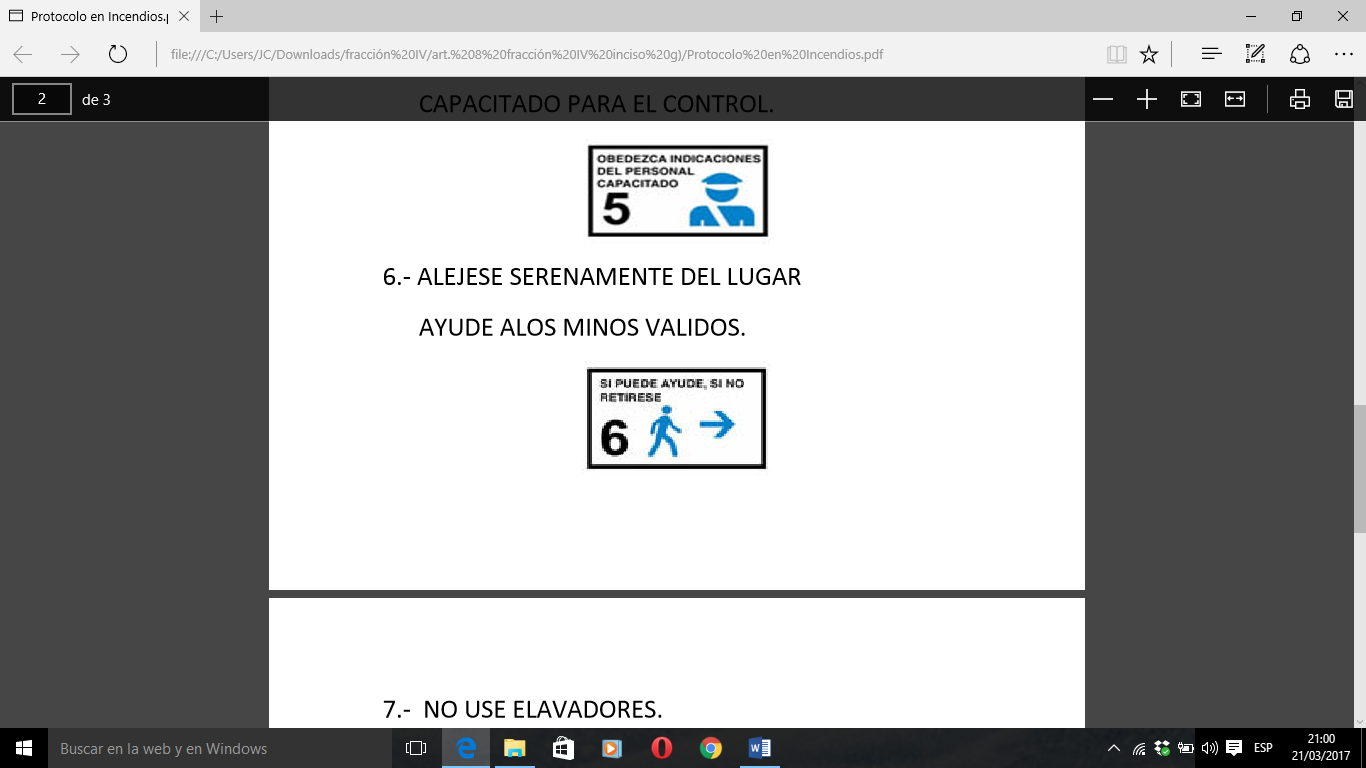 Protocolo en Incendios.p
file:///C:/Users/JC/Downloads/fracción%20IV/art.%208%20fracción%20IV%20inciso%20g)/Protocolo%20en%20Incendios.pdf
2 de 3
CAPACITADO PARA EL CONTROL.
OBEDEZCA INDICACIONES
DEL PERSONAL
CAPACITADO
5
6.- ALEJESE SERENAMENTE DEL LUGAR
AYUDE ALOS MINOS VALIDOS.
SI PUEDE AYUDE, SI NO
RETIRESE
6
7.- NO USE ELAVADORES.
Buscar en la web y en Windows
ESP
21:00
21/03/2017